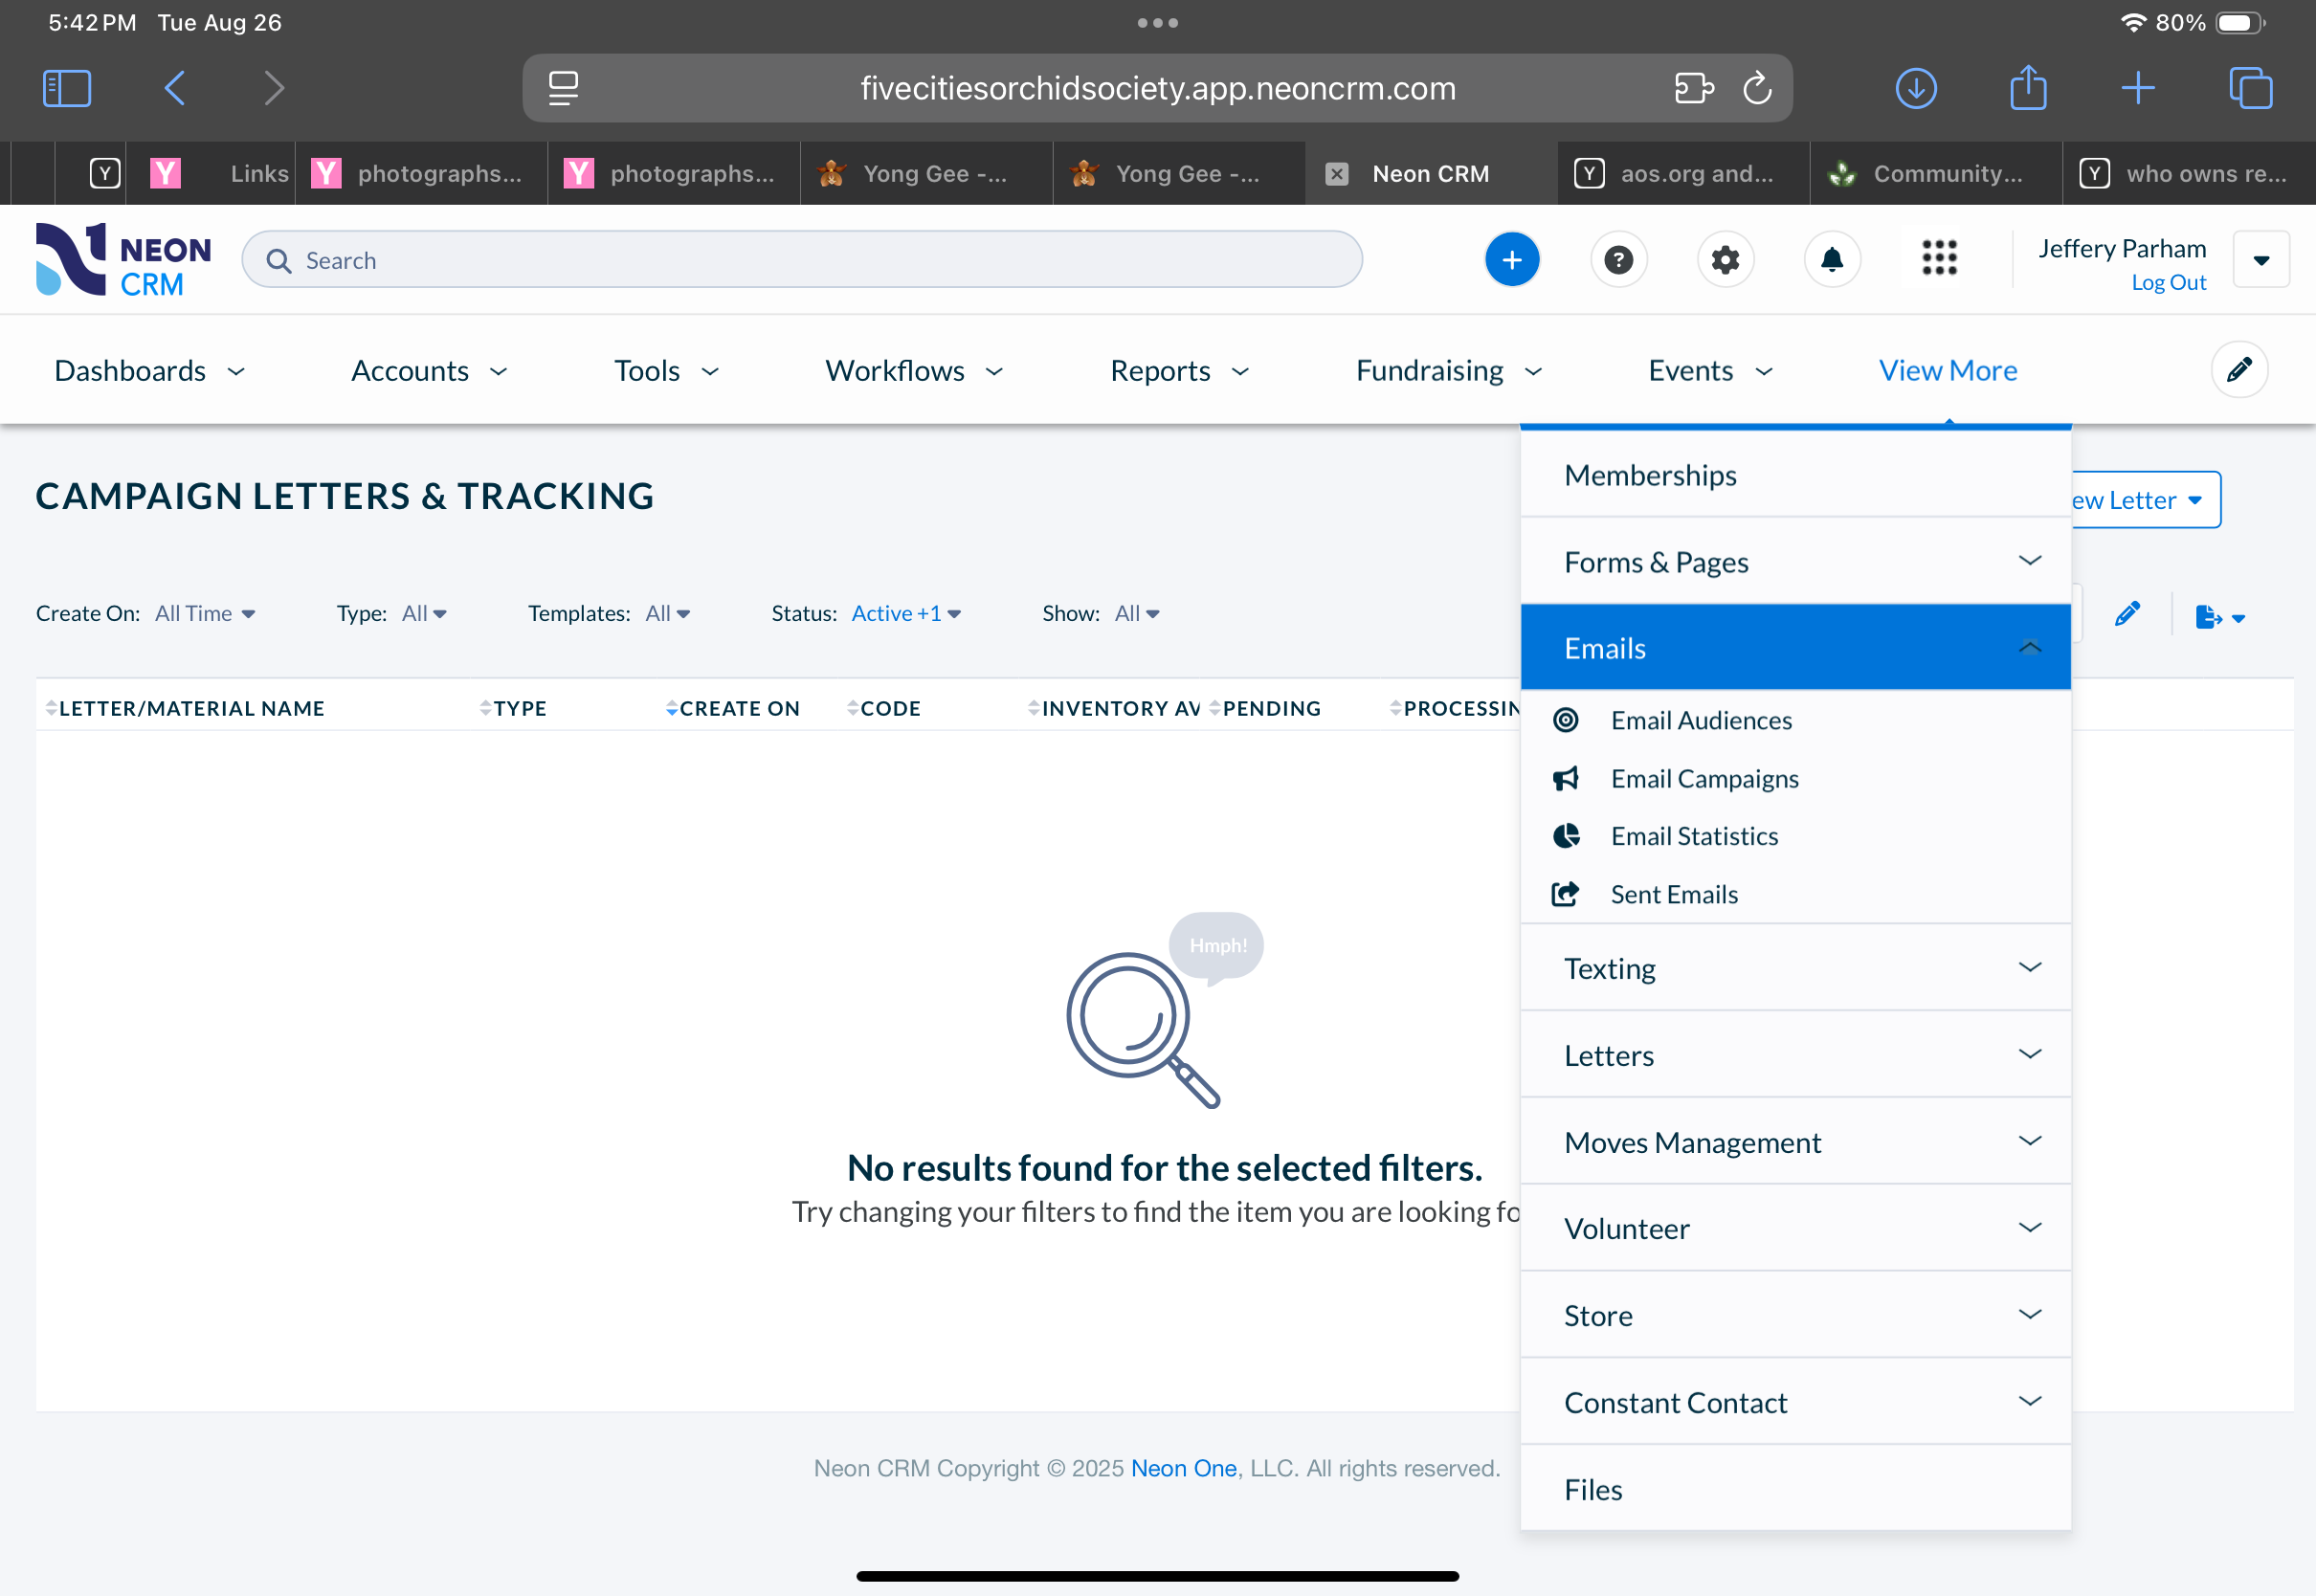 5:42 PM Tue Aug 26
80%
fivecitiesorchidsociety.app.neoncrm.com
Y
Y Links
Y photographs...
Y photographs...
Yong Gee -...
Yong Gee -...
Neon CRM
Y aos.org and...
Community...
Y who owns re...
NEON
CRM
Search
Jeffery Parham
Log Out
Dashboards
Accounts
Tools
Workflows
Reports
Fundraising
Events
View More
CAMPAIGN LETTERS & TRACKING
ew Letter
Create On: All Time
Type: All
Templates: All
Status: Active +1
Show: All
LETTER/MATERIAL NAME
TYPE
CREATE ON
CODE
INVENTORY AV
PENDING
PROCESSIN
Hmph!
No results found for the selected filters.
Try changing your filters to find the item you are looking fo
Memberships
Forms & Pages
Emails
Email Audiences
Email Campaigns
Email Statistics
Sent Emails
Texting
Letters
Moves Management
Volunteer
Store
Constant Contact
Files
Neon CRM Copyright © 2025 Neon One, LLC. All rights reserved.